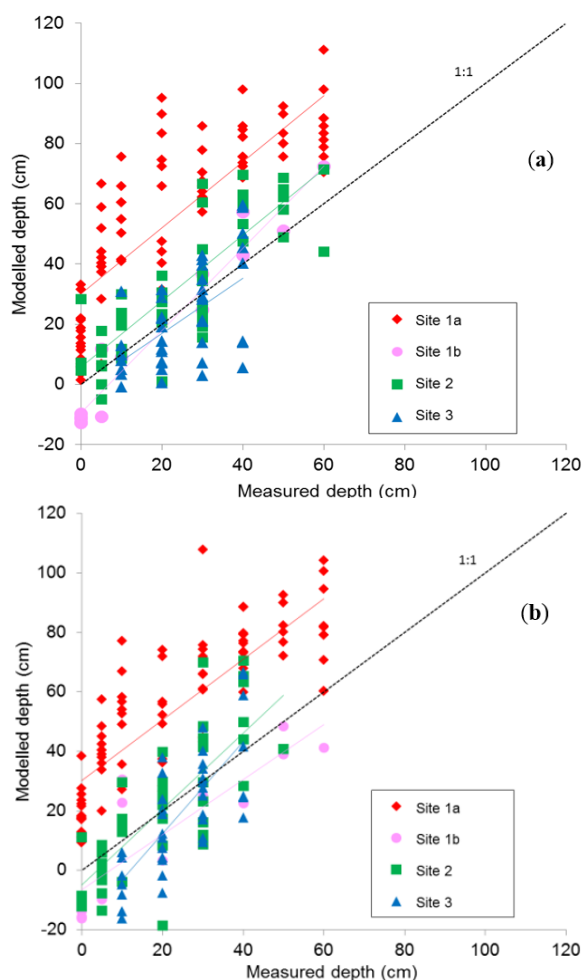 120
100
80
60
40
20
0
-20
Modelled depth (cm)
1:1
(a)
Site 1a
Site 1b
Site 2
Site 3
0 20 40 60 80 100 120
Measured depth (cm)
120
100
80
60
40
20
0
-20
Modelled depth (cm)
1:1
(b)
Site 1a
Site 1b
Site 2
Site 3
0 20 40 60 80 100 120
Measured depth (cm)